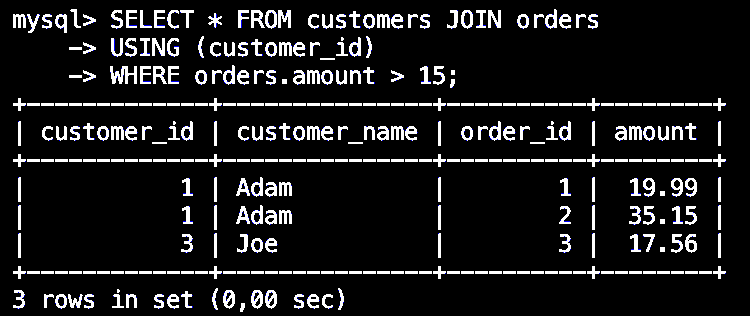 mysql> SELECT * FROM customers JOIN orders
    -> USING (customer_id)
    -> WHERE orders.amount > 15;
+-------------+---------------+----------+--------+
| customer_id | customer_name | order_id | amount |
+-------------+---------------+----------+--------+
|           1 | Adam          |        1 |  19.99 |
|           1 | Adam          |        2 |  35.15 |
|           3 | Joe           |        3 |  17.56 |
+-------------+---------------+----------+--------+
3 rows in set (0,00 sec)